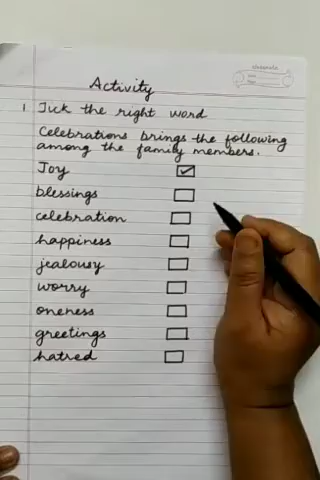 classmate
Activity
1 Tick the right word
Celebrations brings the following
among the family members.
Joy
blessings
celebration
happiness
jealousy
worry
oneness
greetings
hatred